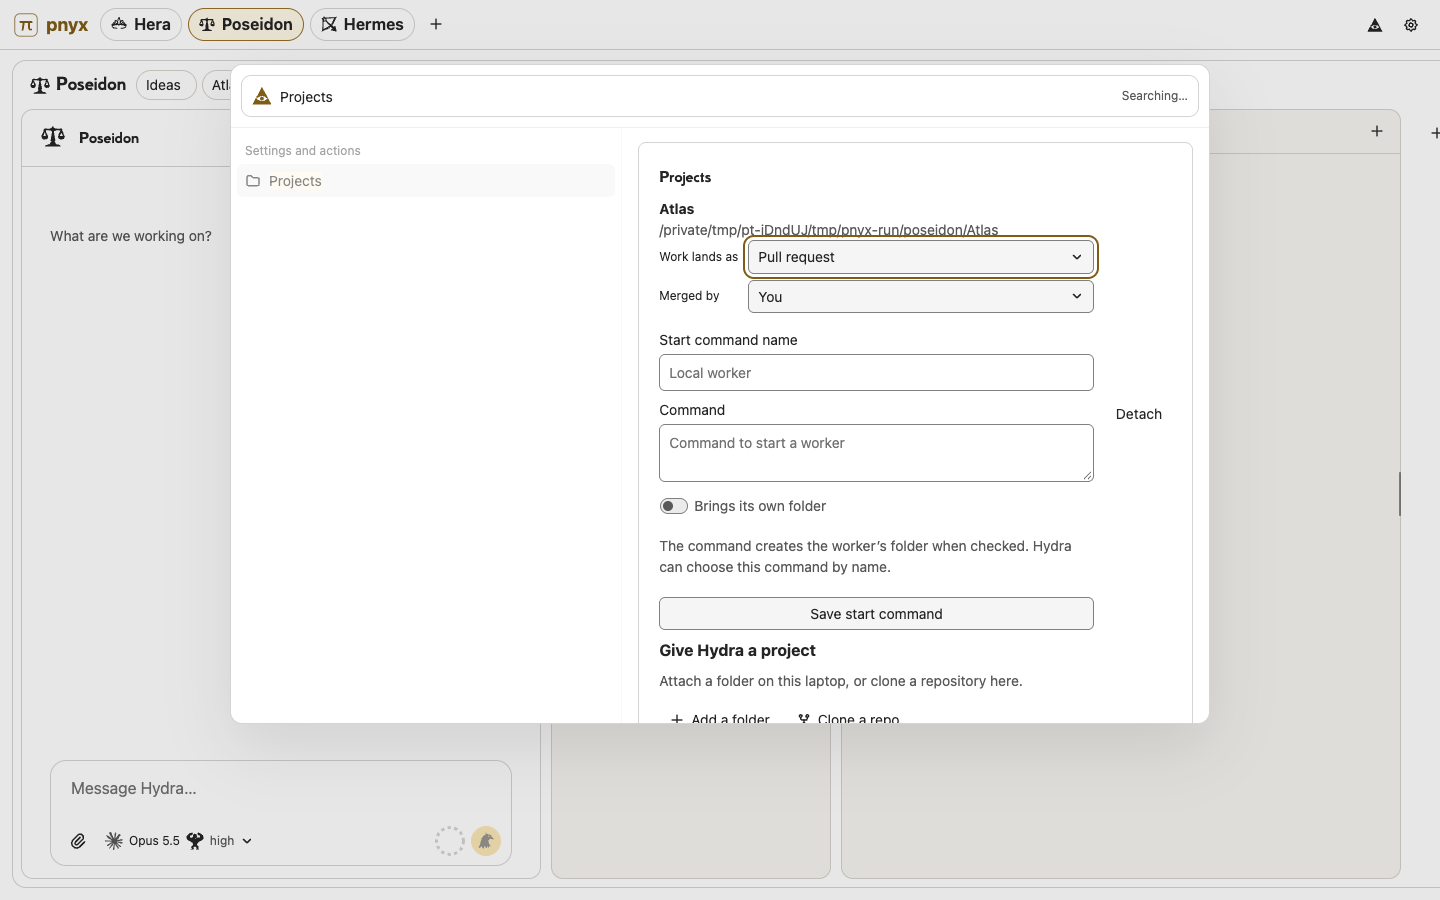 pnyx
Hera
Poseidon
Hermes
Poseidon
Ideas
Projects
Searching...
Poseidon
Settings and actions
Projects
Projects
Atlas
/private/tmp/pt-iDndUJ/tmp/pnyx-run/poseidon/Atlas
Work lands as
Pull request
Merged by
You
What are we working on?
Start command name
Local worker
Command
Command to start a worker
Detach
Brings its own folder
The command creates the worker’s folder when checked. Hydra
can choose this command by name.
Save start command
Give Hydra a project
Attach a folder on this laptop, or clone a repository here.
Add a folder
Clone a repo
Message Hydra...
Opus 5.5
high